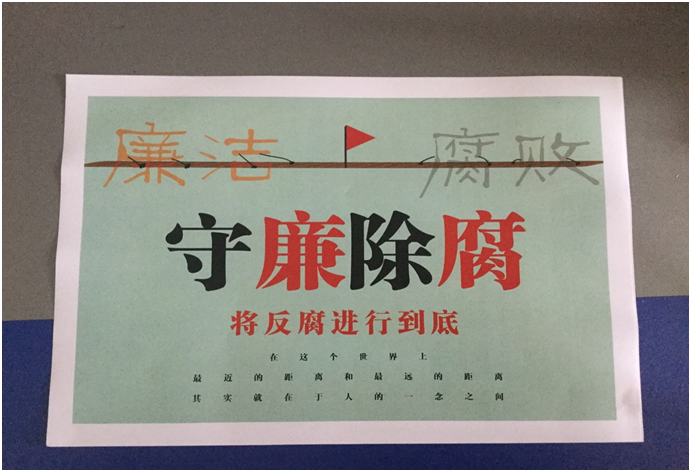 廉洁 腐败
守廉除腐
将反腐进行到底
在这个世界上
最近的距离和最远的距离
其实就在于人的一念之间